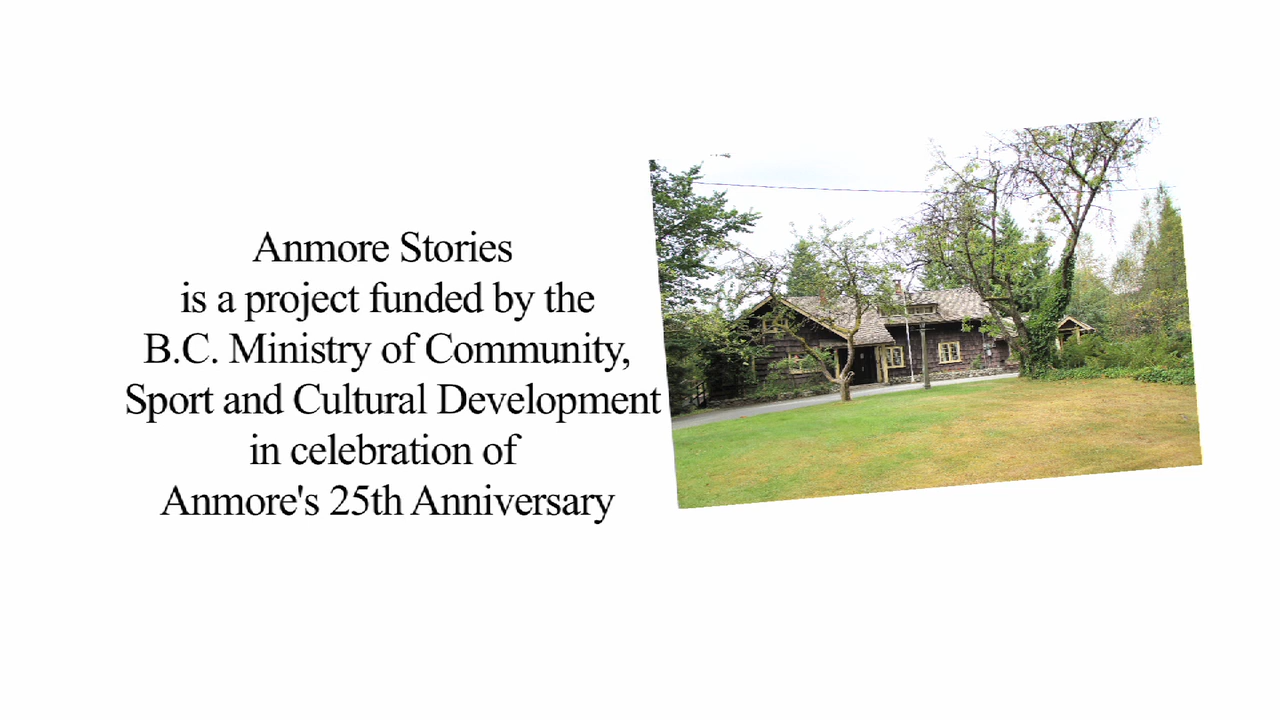 Anmore Stories
is a project funded by the
B.C. Ministry of Community,
Sport and Cultural Development
in celebration of
Anmore's 25th Anniversary